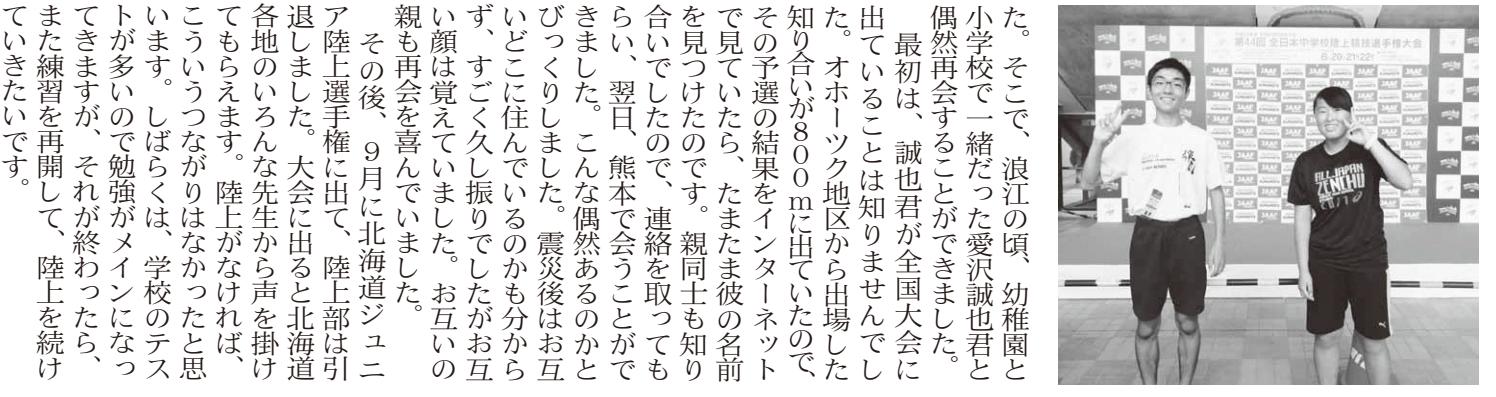 第44回 全日本中学校陸上競技選手権大会
8.20▸21▸22
JAAF
ALL JAPAN
ZENCHU
2017
た。そこで、浪江の頃、幼稚園と
小学校で一緒だった愛沢誠也君と
偶然再会することができました。
最初は、誠也君が全国大会に
出ていることは知りませんでし
た。オホーツク地区から出場した
知り合いが800ｍに出ていたので、
その予選の結果をインターネット
で見ていたら、たまたま彼の名前
を見つけたのです。親同士も知り
合いでしたので、連絡を取っても
らい、翌日、熊本で会うことがで
きました。こんな偶然あるのかと
びっくりしました。震災後はお互
いどこに住んでいるのかも分から
ず、すごく久し振りでしたがお互
い顔は覚えていました。お互いの
親も再会を喜んでいました。
その後、9月に北海道ジュニ
ア陸上選手権に出て、陸上部は引
退しました。大会に出ると北海道
各地のいろんな先生から声を掛け
てもらえます。陸上がなければ、
こういうつながりはなかったと思
います。しばらくは、学校のテス
トが多いので勉強がメインになっ
てきますが、それが終わったら、
また練習を再開して、陸上を続け
ていきたいです。